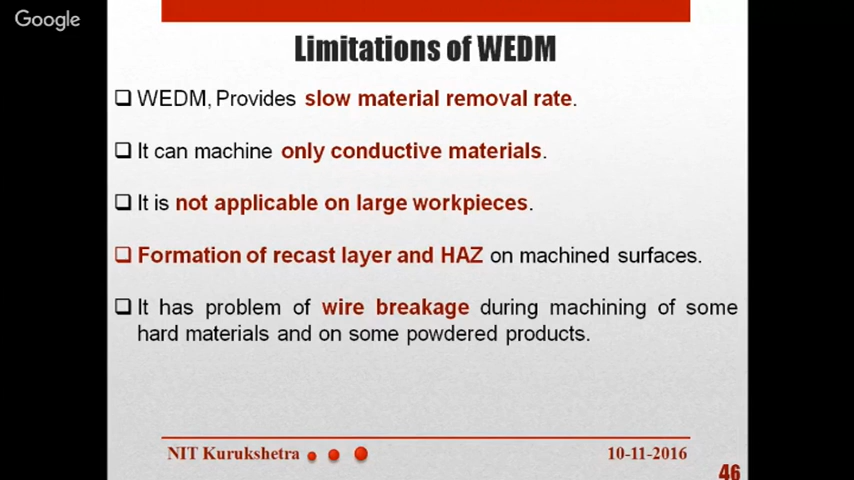 Google
Limitations of WEDM
❑ WEDM, Provides slow material removal rate.
❑ It can machine only conductive materials.
❑ It is not applicable on large workpieces.
❑ Formation of recast layer and HAZ on machined surfaces.
❑ It has problem of wire breakage during machining of some
hard materials and on some powdered products.
NIT Kurukshetra
10-11-2016
46